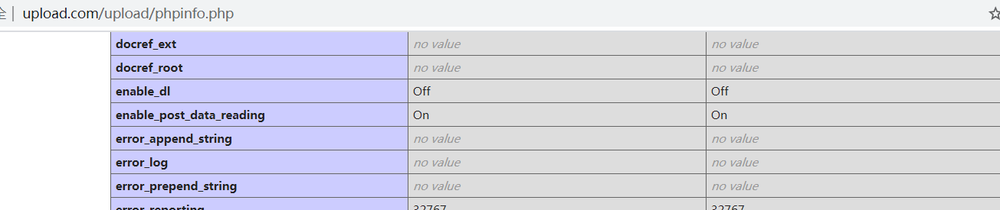 全 | upload.com/upload/phpinfo.php
docref_ext no value no value
docref_root no value no value
enable_dl Off Off
enable_post_data_reading On On
error_append_string no value no value
error_log no value no value
error_prepend_string no value no value
error_reporting 32767 32767